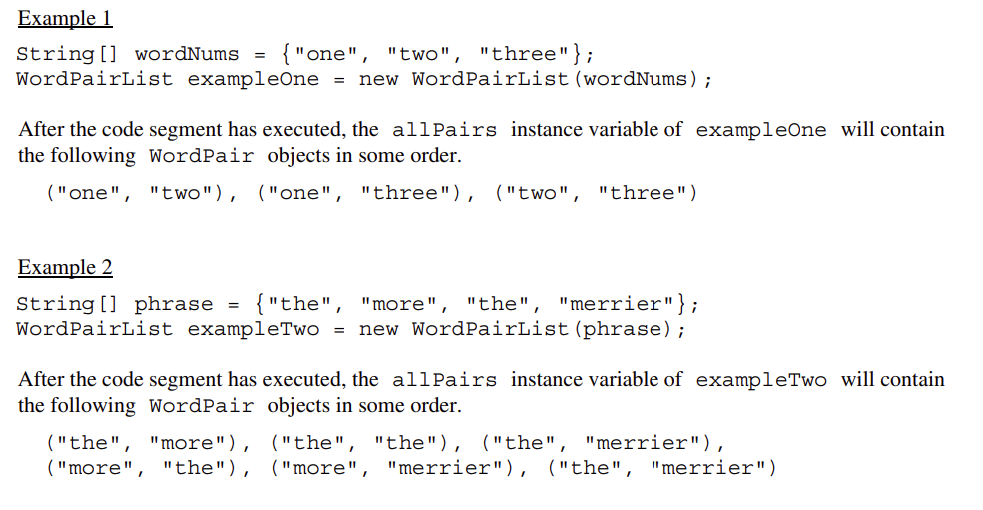 Example 1
String[] wordNums = {"one", "two", "three"};
WordPairList exampleOne = new WordPairList(wordNums);
After the code segment has executed, the allPairs instance variable of exampleOne will contain
the following WordPair objects in some order.
("one", "two"), ("one", "three"), ("two", "three")
Example 2
String[] phrase = {"the", "more", "the", "merrier"};
WordPairList exampleTwo = new WordPairList(phrase);
After the code segment has executed, the allPairs instance variable of exampleTwo will contain
the following WordPair objects in some order.
("the", "more"), ("the", "the"), ("the", "merrier"),
("more", "the"), ("more", "merrier"), ("the", "merrier")